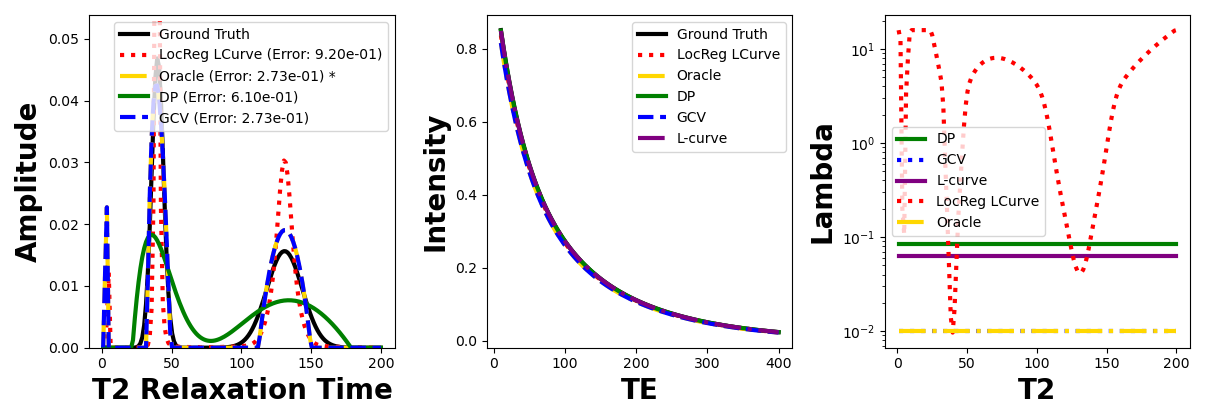 Amplitude
0.05
0.04
0.03
0.02
0.01
0.00
Ground Truth
LocReg LCurve (Error: 9.20e-01)
Oracle (Error: 2.73e-01) *
DP (Error: 6.10e-01)
GCV (Error: 2.73e-01)
0 50 100 150 200
T2 Relaxation Time
Intensity
0.8
0.6
0.4
0.2
0.0
Ground Truth
LocReg LCurve
Oracle
DP
GCV
L-curve
0 100 200 300 400
TE
Lambda
10¹
10⁰
10⁻¹
10⁻²
DP
GCV
L-curve
LocReg LCurve
Oracle
0 50 100 150 200
T2